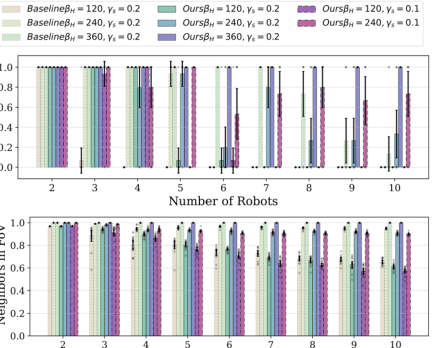 Baselineβ_H = 120, γ_s = 0.2 Oursβ_H = 120, γ_s = 0.2 Oursβ_H = 120, γ_s = 0.1
Baselineβ_H = 240, γ_s = 0.2 Oursβ_H = 240, γ_s = 0.2 Oursβ_H = 240, γ_s = 0.1
Baselineβ_H = 360, γ_s = 0.2 Oursβ_H = 360, γ_s = 0.2
1.0
0.8
0.6
0.4
0.2
0.0
2 3 4 5 6 7 8 9 10
Number of Robots
Neighbors in FoV
1.0
0.8
0.6
0.4
0.2
0.0
2 3 4 5 6 7 8 9 10